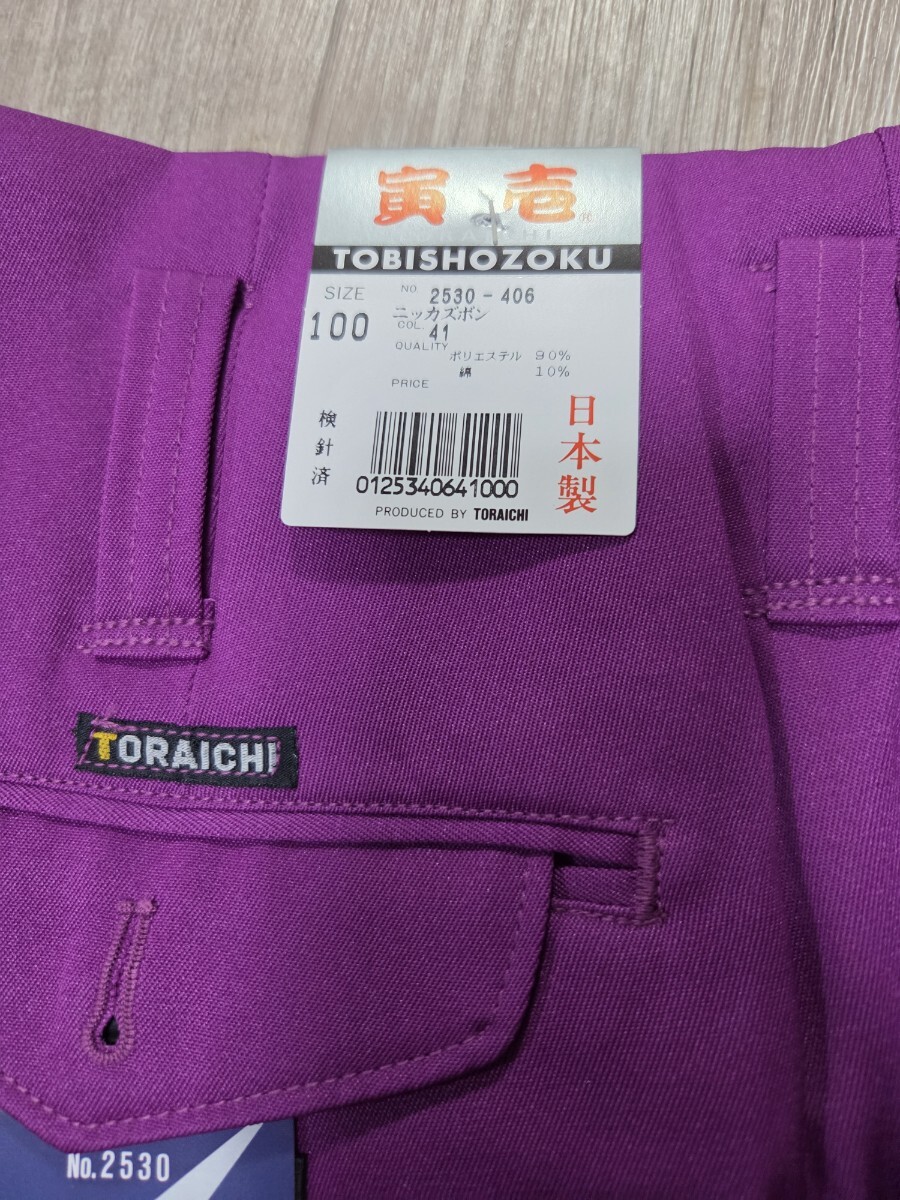 寅壱
TOBISHOZOKU
SIZE
100
NO. 2530-406
ニッカズボン
COL. 41
QUALITY
ポリエステル 90%
綿 10%
PRICE
検針済
0125340641000
日本製
PRODUCED BY TORAICHI
TORAICHI
No.2530